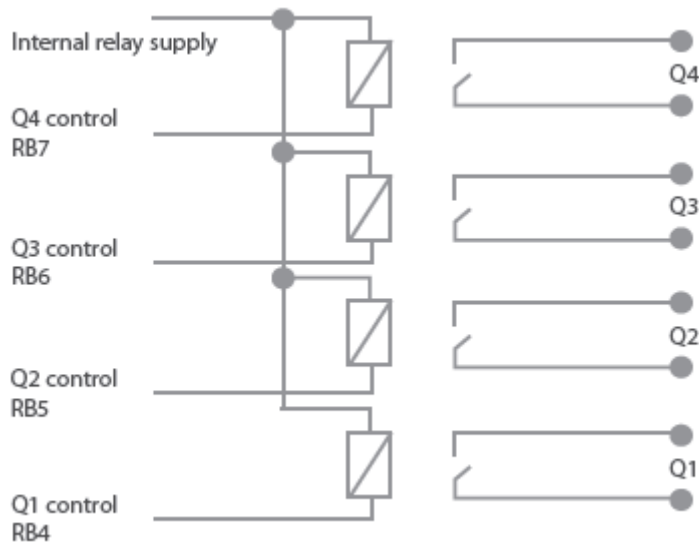 Internal relay supply
Q4
Q4 control
RB7
Q3
Q3 control
RB6
Q2
Q2 control
RB5
Q1
Q1 control
RB4